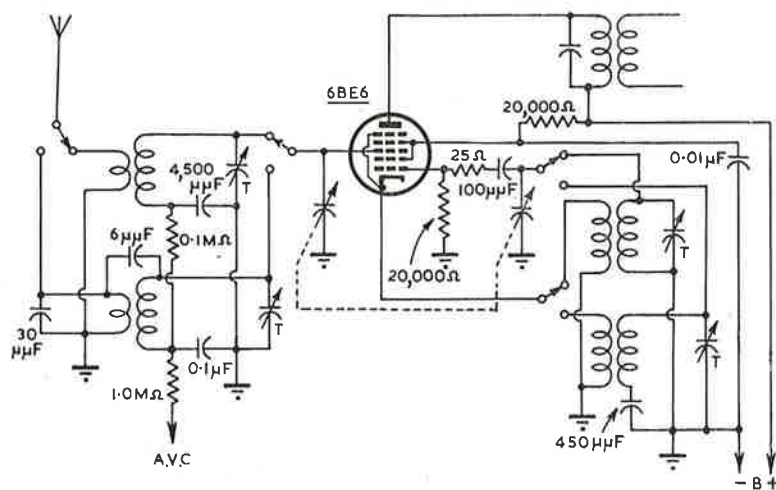 6BE6
20,000Ω
25Ω
0.01μF
4,500
μμF
T
100μμF
6μμF
0.1MΩ
T
20,000Ω
T
30
μμF
0.1μF
T
1.0MΩ
450μμF
A.V.C
- B +